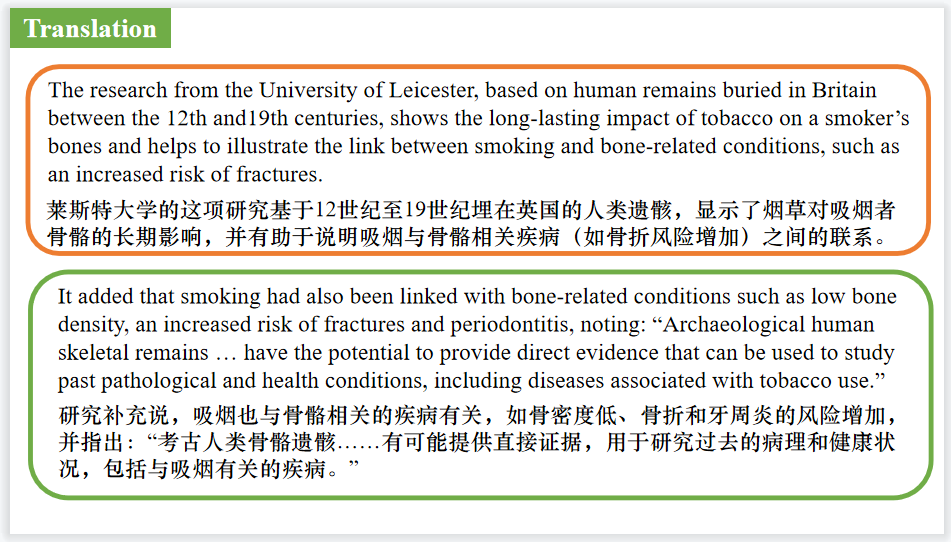 Translation
The research from the University of Leicester, based on human remains buried in Britain
between the 12th and19th centuries, shows the long-lasting impact of tobacco on a smoker’s
bones and helps to illustrate the link between smoking and bone-related conditions, such as
an increased risk of fractures.
莱斯特大学的这项研究基于12世纪至19世纪埋在英国的人类遗骸，显示了烟草对吸烟者
骨骼的长期影响，并有助于说明吸烟与骨骼相关疾病（如骨折风险增加）之间的联系。
It added that smoking had also been linked with bone-related conditions such as low bone
density, an increased risk of fractures and periodontitis, noting: “Archaeological human
skeletal remains … have the potential to provide direct evidence that can be used to study
past pathological and health conditions, including diseases associated with tobacco use.”
研究补充说，吸烟也与骨骼相关的疾病有关，如骨密度低、骨折和牙周炎的风险增加，
并指出：“考古人类骨骼遗骸……有可能提供直接证据，用于研究过去的病理和健康状
况，包括与吸烟有关的疾病。”